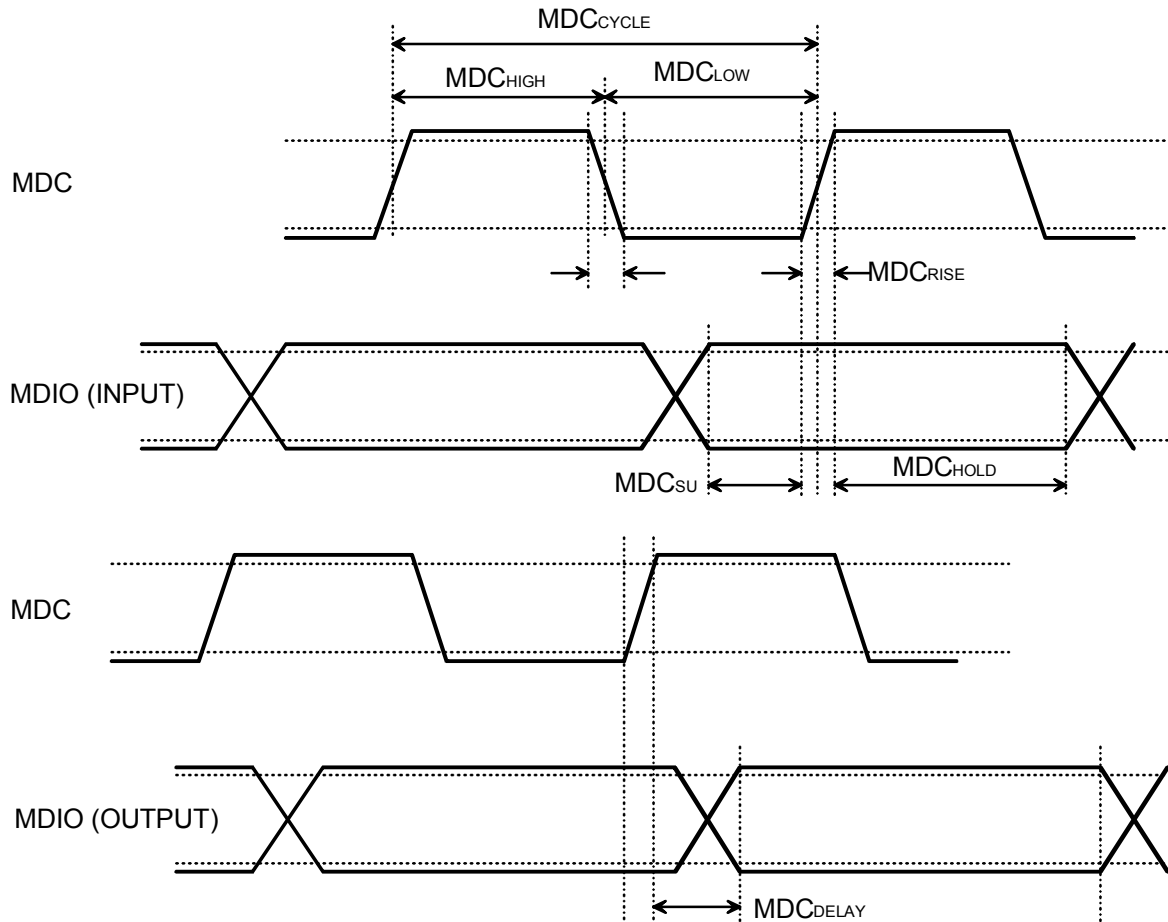 MDCCYCLE
MDCHIGH
MDCLOW
MDC
MDCRISE
MDIO (INPUT)
MDCSU
MDCHOLD
MDC
MDIO (OUTPUT)
MDCDELAY